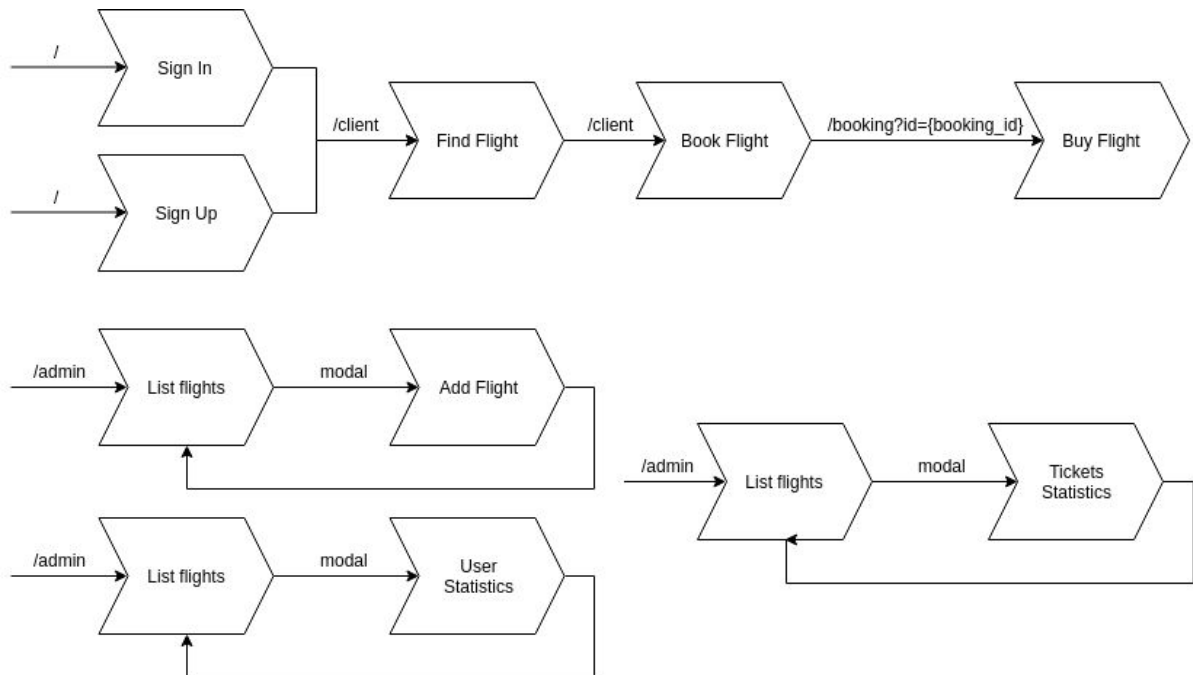 /
Sign In
/client
Find Flight
/client
Book Flight
/booking?id={booking_id}
Buy Flight
/
Sign Up
/admin
List flights
modal
Add Flight
/admin
List flights
modal
Tickets
Statistics
/admin
List flights
modal
User
Statistics